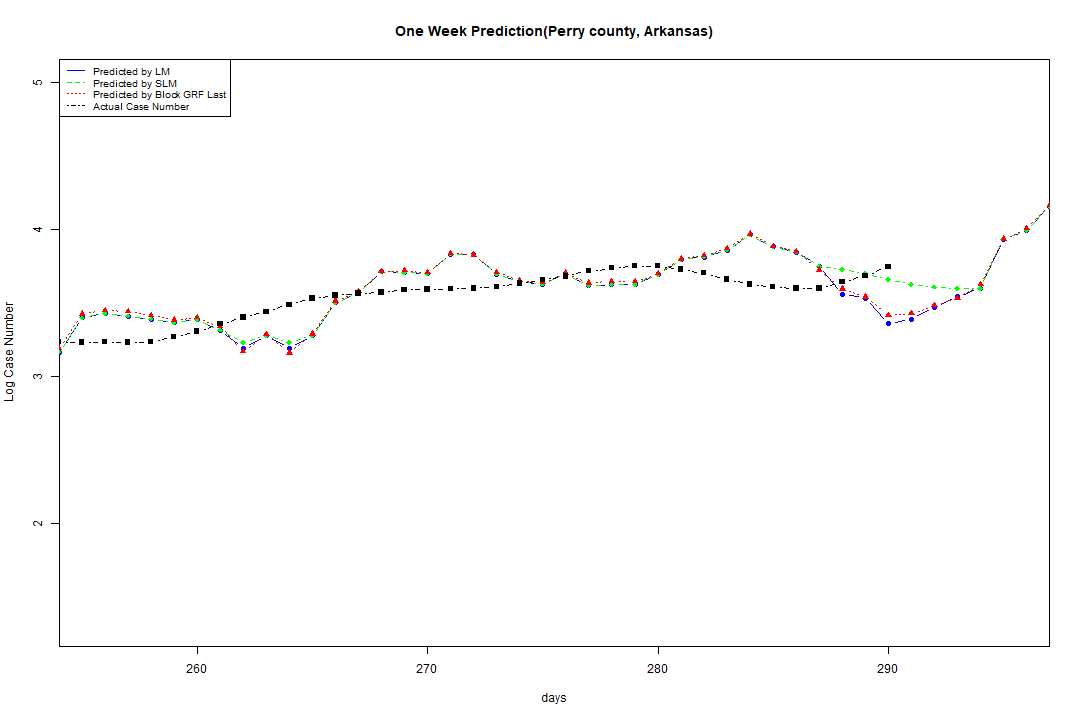 One Week Prediction(Perry county, Arkansas)
Predicted by LM
Predicted by SLM
Predicted by Block GRF Last
Actual Case Number
5
4
3
2
Log Case Number
260 270 280 290
days